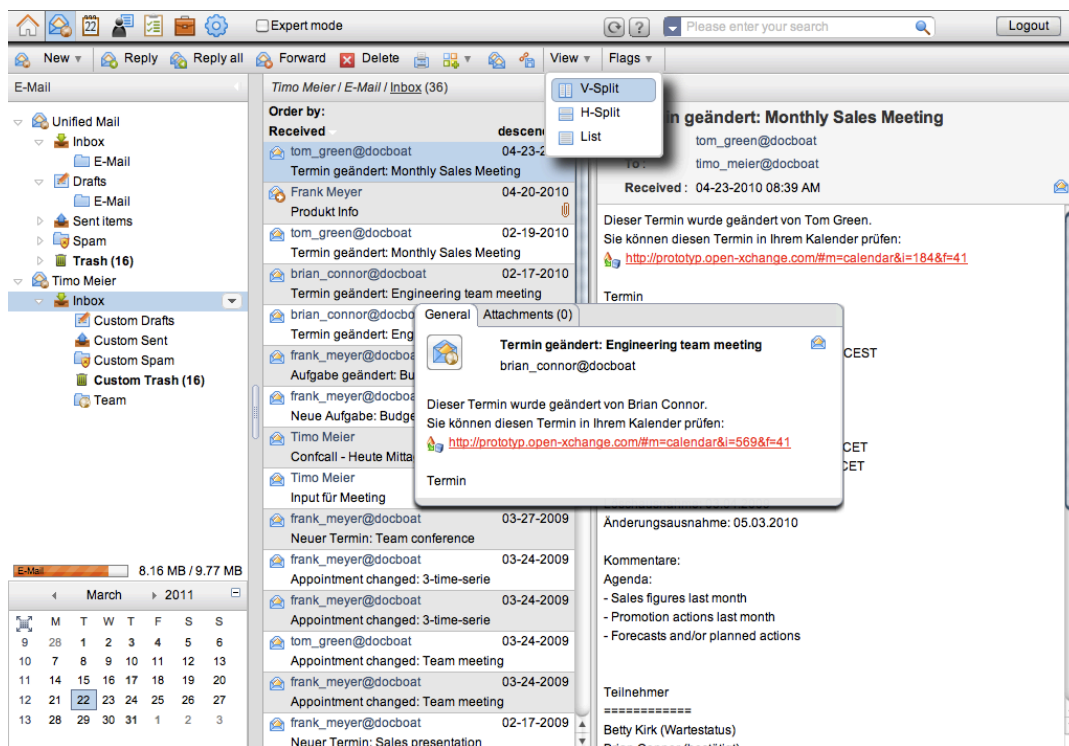 Expert mode
Please enter your search
Logout
New
Reply
Reply all
Forward
Delete
View
Flags
V-Split
H-Split
List
E-Mail
Unified Mail
Inbox
E-Mail
Drafts
E-Mail
Sent items
Spam
Trash (16)
Timo Meier
Inbox
Custom Drafts
Custom Sent
Custom Spam
Custom Trash (16)
Team
E-Mail 8.16 MB / 9.77 MB
March 2011
M T W T F S S
9 28 1 2 3 4 5 6
10 7 8 9 10 11 12 13
11 14 15 16 17 18 19 20
12 21 22 23 24 25 26 27
13 28 29 30 31 1 2 3
Timo Meier / E-Mail / Inbox (36)
Order by:
Received
tom_green@docboat
Termin geändert: Monthly Sales Meeting
Frank Meyer 04-20-2010
Produkt Info
tom_green@docboat 02-19-2010
Termin geändert: Monthly Sales Meeting
brian_connor@docboat 02-17-2010
Termin geändert: Engineering team meeting
Termin geändert:
Aufgabe geändert:
Neue Aufgabe:
Timo Meier
Confcall - Heute
Timo Meier
Input für Meeting
frank_meyer@docboat 03-27-2009
Neuer Termin: Team conference
frank_meyer@docboat 03-24-2009
Appointment changed: 3-time-serie
frank_meyer@docboat 03-24-2009
Appointment changed: 3-time-serie
tom_green@docboat 03-24-2009
Appointment changed: Team meeting
frank_meyer@docboat 03-24-2009
Appointment changed: Team meeting
frank_meyer@docboat 02-17-2009
Neuer Termin: Sales presentation
General
Attachments (0)
Termin geändert: Engineering team meeting
brian_connor@docboat
Dieser Termin wurde geändert von Brian Connor.
Sie können diesen Termin in Ihrem Kalender prüfen:
http://prototyp.open-xchange.com/#m=calendar&i=569&f=41
Termin
geändert: Monthly Sales Meeting
tom_green@docboat
timo_meier@docboat
Received : 04-23-2010 08:39 AM
Dieser Termin wurde geändert von Tom Green.
Sie können diesen Termin in Ihrem Kalender prüfen:
http://prototyp.open-xchange.com/#m=calendar&i=184&f=41
Termin
CEST
Änderungsausnahme: 05.03.2010
Kommentare:
Agenda:
- Sales figures last month
- Promotion actions last month
- Forecasts and/or planned actions
Teilnehmer
============
Betty Kirk (Wartestatus)